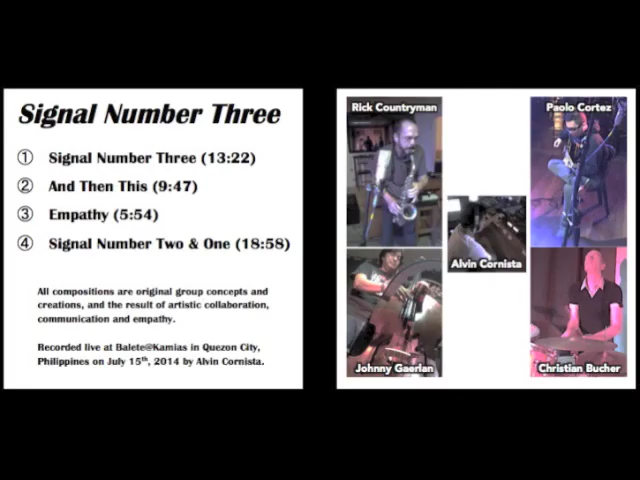 Signal Number Three
① Signal Number Three (13:22)
② And Then This (9:47)
③ Empathy (5:54)
④ Signal Number Two & One (18:58)
All compositions are original group concepts and
creations, and the result of artistic collaboration,
communication and empathy.
Recorded live at Balete@Kamias in Quezon City,
Philippines on July 15th, 2014 by Alvin Cornista.
Rick Countryman
Paolo Cortez
Alvin Cornista
Johnny Gaerlan
Christian Bucher